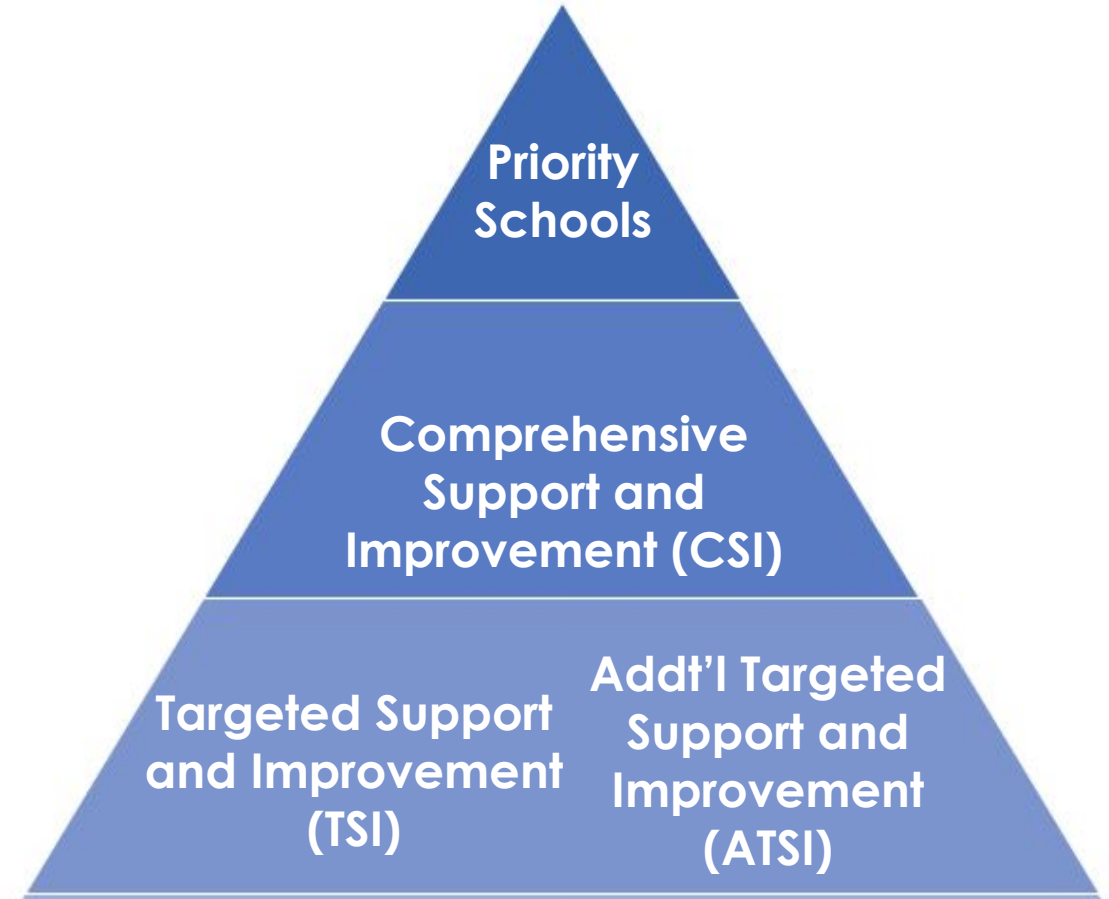 Priority
Schools
Comprehensive
Support and
Improvement (CSI)
Targeted Support
and Improvement
(TSI)
Addt’l Targeted
Support and
Improvement
(ATSI)